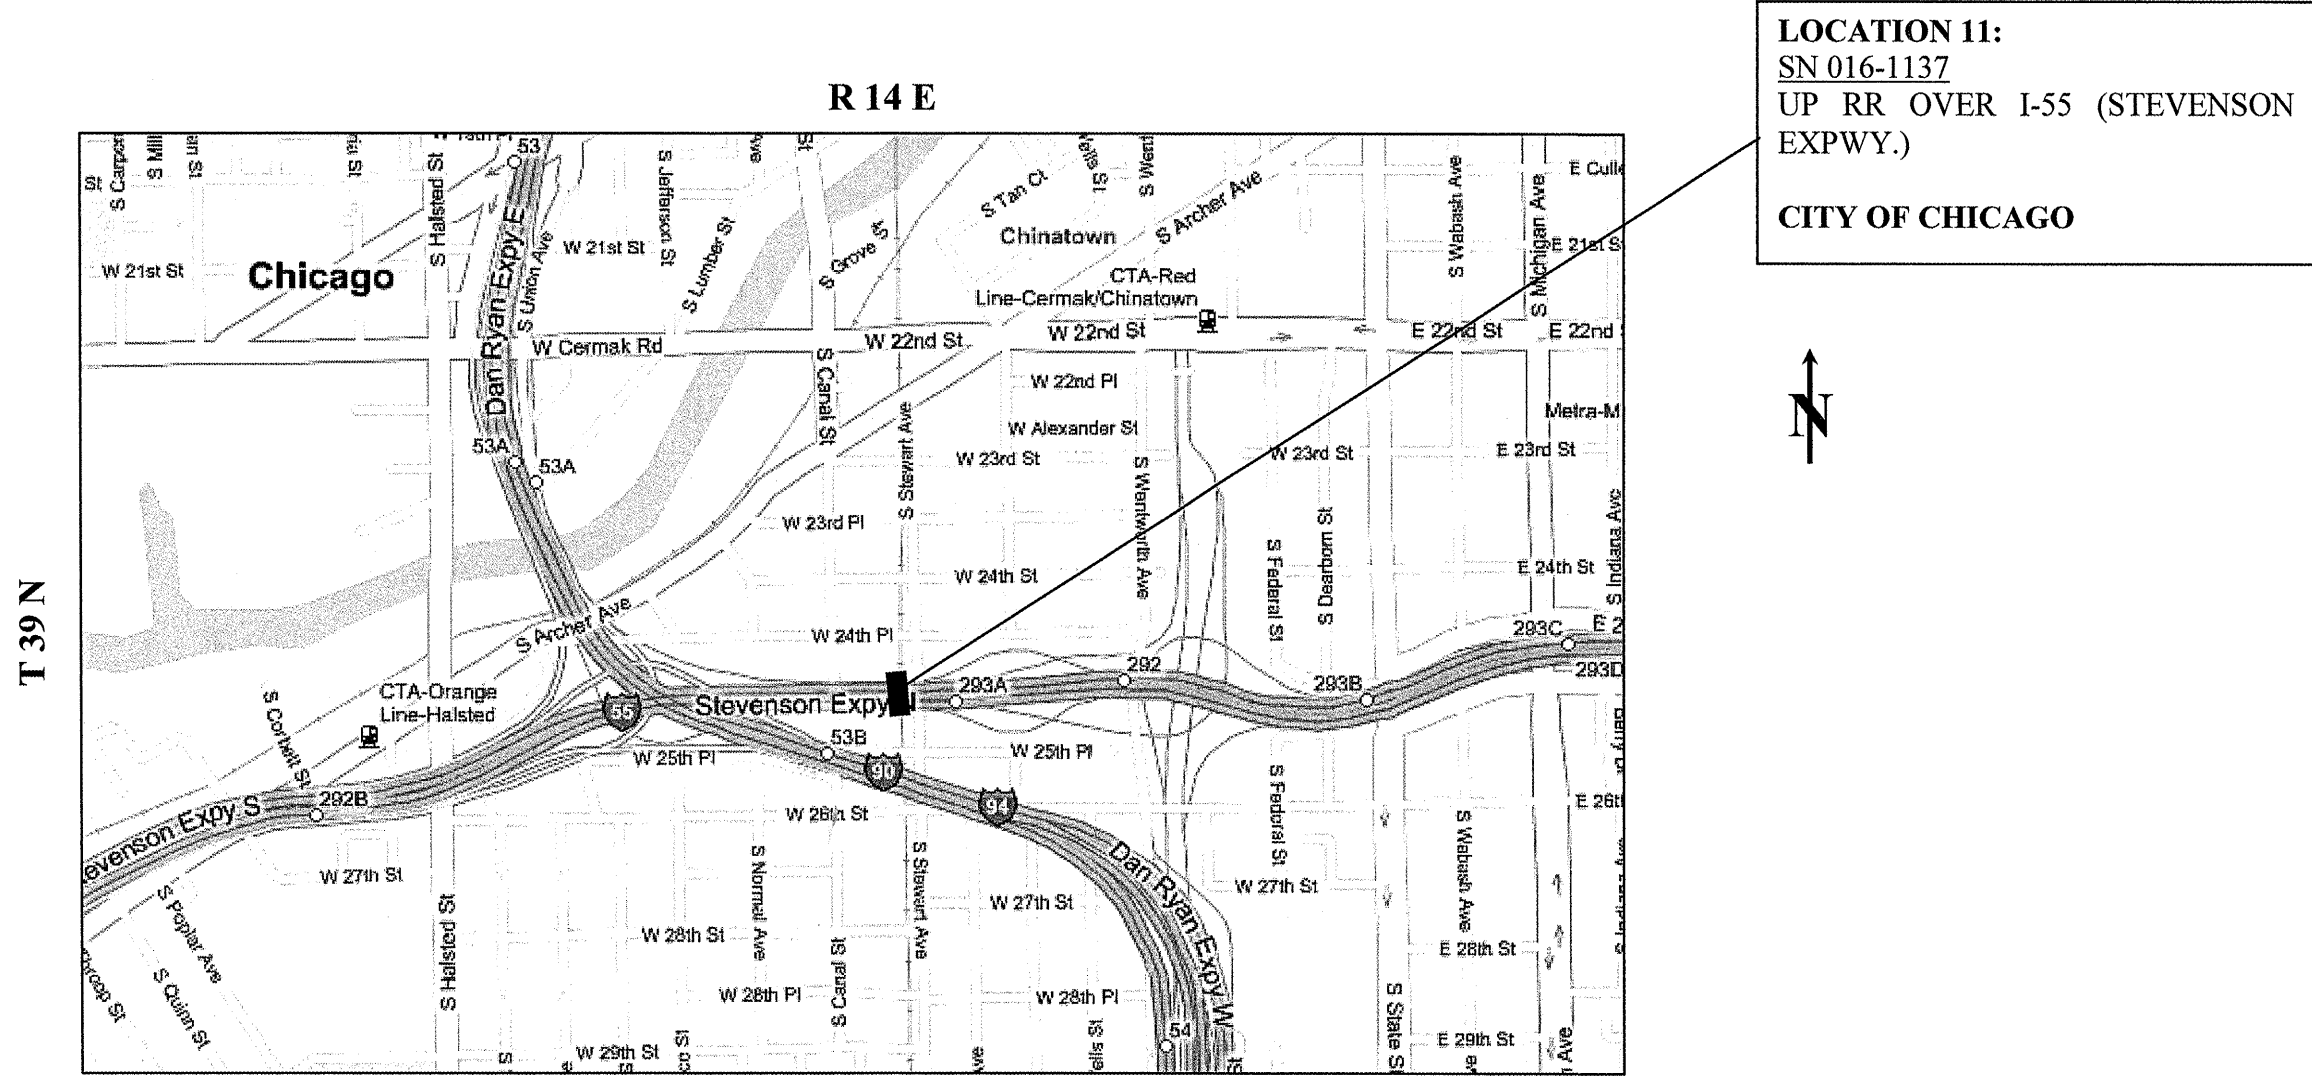 LOCATION 11:
SN 016-1137
UP RR OVER I-55 (STEVENSON
EXPWY.)
CITY OF CHICAGO
R 14 E
T 39 N
N
53
St
S Halsted St
S Jefferson St
S Tan Ct
S Archer Ave
S Wabash Ave
S Michigan Ave
Dan Ryan Expy E
S Union Ave
W 21st St
S Lumber St
S Grove St
Chinatown
E 21st S
W 21st St
Chicago
CTA-Red
Line-Cermak/Chinatown
W Cermak Rd
W 22nd St
W 22nd St
E 22nd St
E 22nd
S Canal St
W 22nd Pl
S Stewart Ave
Metra-M
W Alexander St
53A
53A
W 23rd St
W 23rd St
E 23rd St
S Wentworth Ave
W 23rd Pl
S Federal St
S Dearborn St
S Indiana Ave
W 24th St
E 24th St
S Archer Ave
W 24th Pl
293C
292
293A
293B
293D
CTA-Orange
Line-Halsted
S Corbett St
55
Stevenson Expy N
53B
W 25th Pl
W 25th Pl
90
94
292B
evenson Expy S
W 26th St
E 26th
S Federal St
S Wabash Ave
W 27th St
S Normal Ave
S Stewart Ave
Dan Ryan Expy W
W 27th St
W 27th St
S Poplar Ave
S Halsted St
W 28th St
E 28th St
S Quinn St
S Canal St
W 28th Pl
W 28th Pl
S State St
54
W 29th St
E 29th St
Ave